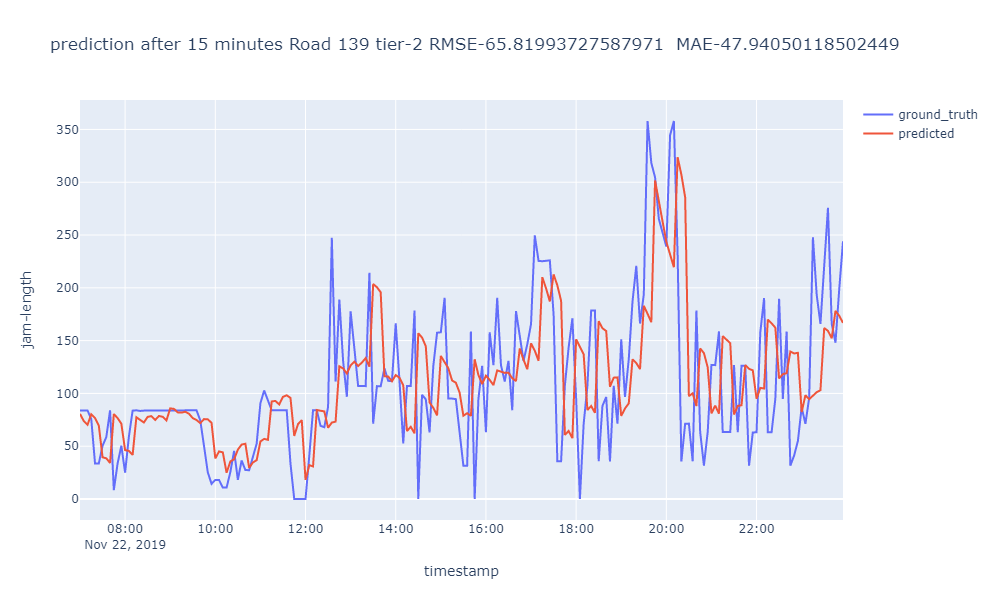 prediction after 15 minutes Road 139 tier-2 RMSE-65.81993727587971  MAE-47.94050118502449
ground_truth
predicted
jam-length
350
300
250
200
150
100
50
0
08:00 10:00 12:00 14:00 16:00 18:00 20:00 22:00
Nov 22, 2019
timestamp